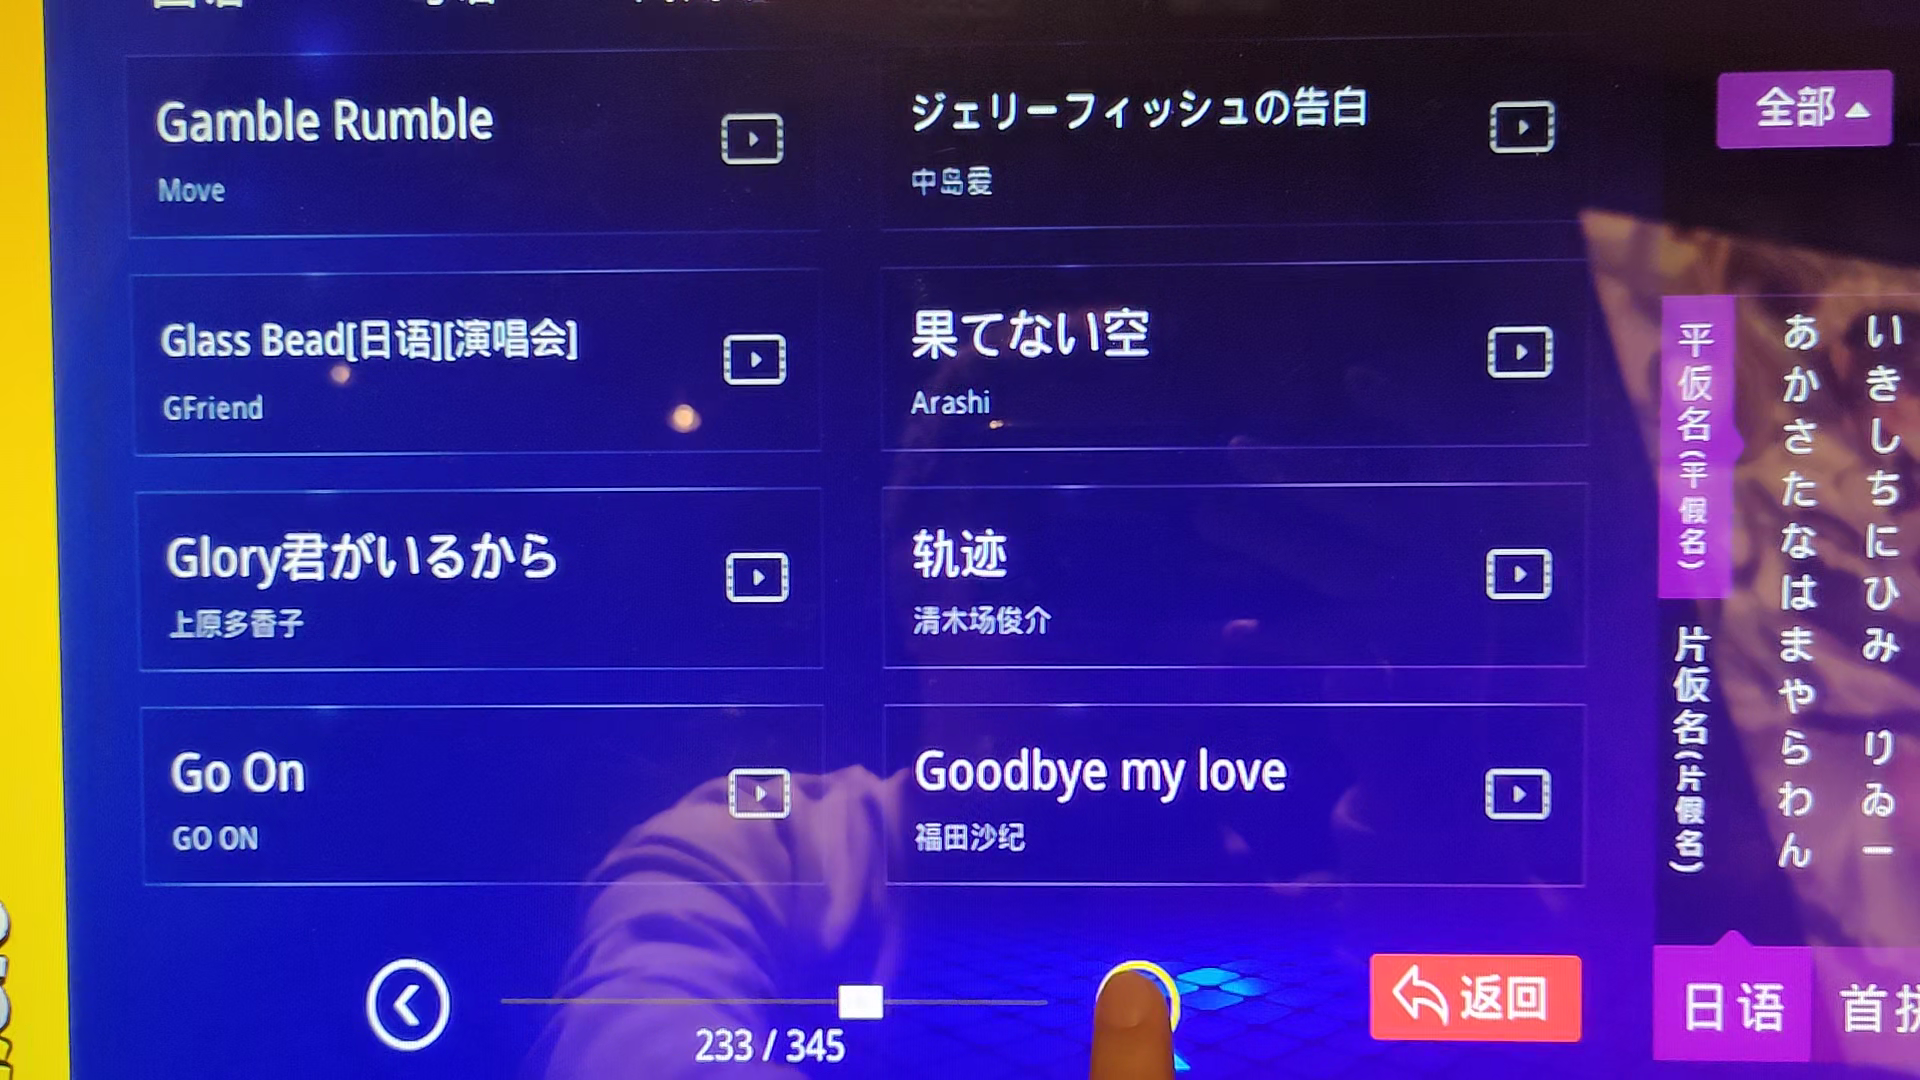 Gamble Rumble
Move
ジェリーフィッシュの告白
中岛爱
Glass Bead[日语][演唱会]
GFriend
果てない空
Arashi
Glory君がいるから
上原多香子
轨迹
清木场俊介
Go On
GO ON
Goodbye my love
福田沙纪
233 / 345
返回
全部
平仮名(平假名)
片仮名(片假名)
あかさたなはまやらわん
いきしちにひみ りゐー
日语
首拼